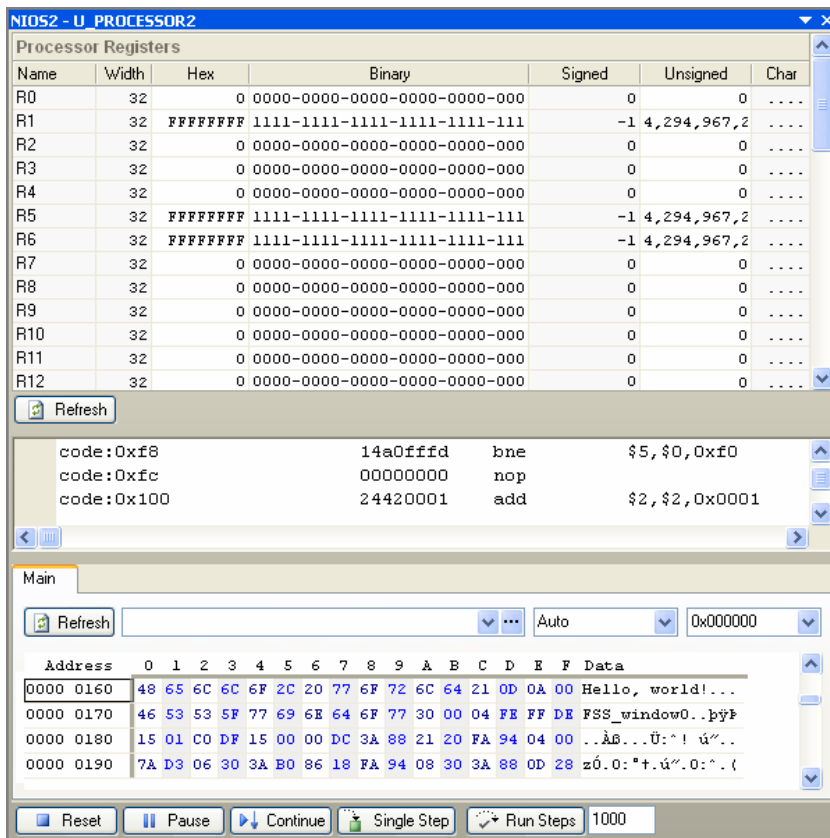 NIOS2 - U_PROCESSOR2
Processor Registers
Name Width Hex Binary Signed Unsigned Char
R0 32 0 0000-0000-0000-0000-0000-000 0 0 ....
R1 32 FFFFFFFF 1111-1111-1111-1111-1111-111 -1 4,294,967,2 ....
R2 32 0 0000-0000-0000-0000-0000-000 0 0 ....
R3 32 0 0000-0000-0000-0000-0000-000 0 0 ....
R4 32 0 0000-0000-0000-0000-0000-000 0 0 ....
R5 32 FFFFFFFF 1111-1111-1111-1111-1111-111 -1 4,294,967,2 ....
R6 32 FFFFFFFF 1111-1111-1111-1111-1111-111 -1 4,294,967,2 ....
R7 32 0 0000-0000-0000-0000-0000-000 0 0 ....
R8 32 0 0000-0000-0000-0000-0000-000 0 0 ....
R9 32 0 0000-0000-0000-0000-0000-000 0 0 ....
R10 32 0 0000-0000-0000-0000-0000-000 0 0 ....
R11 32 0 0000-0000-0000-0000-0000-000 0 0 ....
R12 32 0 0000-0000-0000-0000-0000-000 0 0 ....
Refresh
code:0xf8 14a0fffd bne $5,$0,0xf0
code:0xfc 00000000 nop
code:0x100 24420001 add $2,$2,0x0001
Main
Refresh Auto 0x000000
Address 0 1 2 3 4 5 6 7 8 9 A B C D E F Data
0000 0160 48 65 6C 6C 6F 2C 20 77 6F 72 6C 64 21 0D 0A 00 Hello, world!...
0000 0170 46 53 53 5F 77 69 6E 64 6F 77 30 00 04 FE FF DE FSS_window0..þÿÞ
0000 0180 15 01 C0 DF 15 00 00 DC 3A 88 21 20 FA 94 04 00 ..Àß...Ü:ˆ! ú”..
0000 0190 7A D3 06 30 3A B0 86 18 FA 94 08 30 3A 88 0D 28 zÓ.0:°†.ú”.0:ˆ.(
Reset Pause Continue Single Step Run Steps 1000